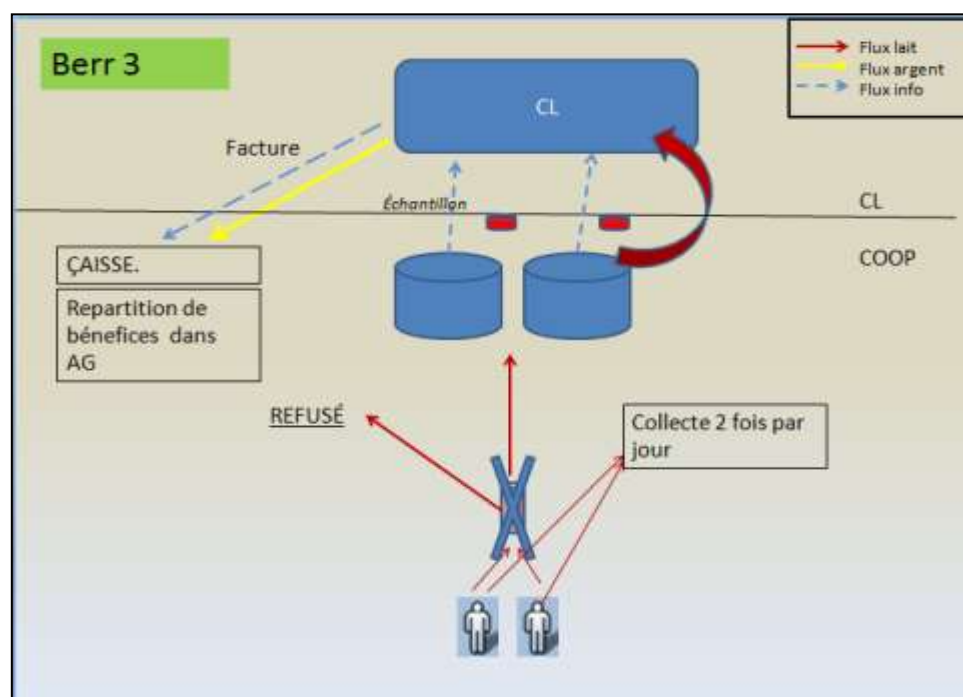 Berr 3
Flux lait
Flux argent
Flux info
CL
Facture
Échantillon
CL
COOP
ÇAISSE.
Repartition de
bénefices dans
AG
REFUSÉ
Collecte 2 fois par
jour